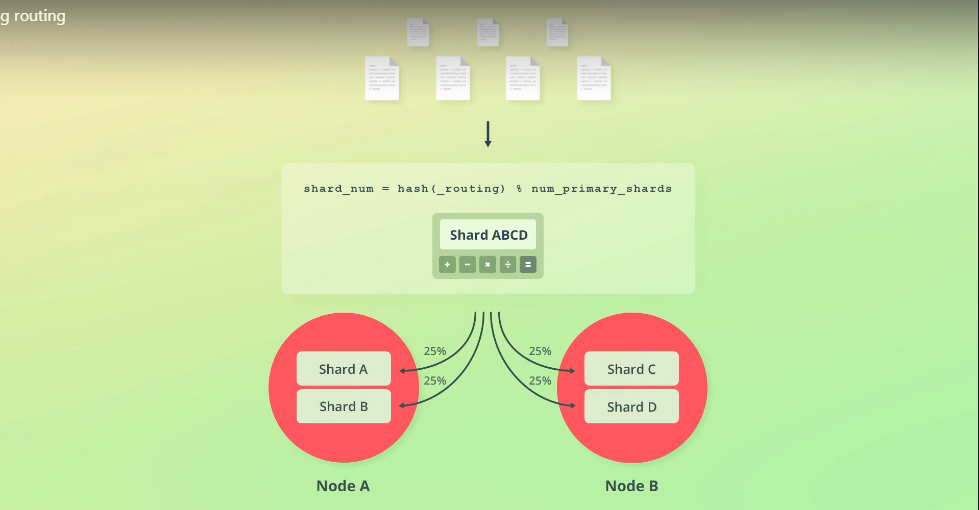 g routing
shard_num = hash(_routing) % num_primary_shards
Shard ABCD
+ − × ÷ =
25% 25%
Shard A Shard C
25% 25%
Shard B Shard D
Node A Node B